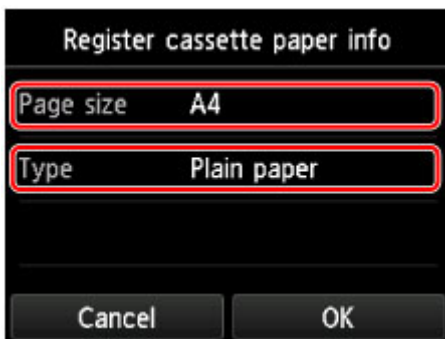 Register cassette paper info
Page size A4
Type Plain paper
Cancel OK